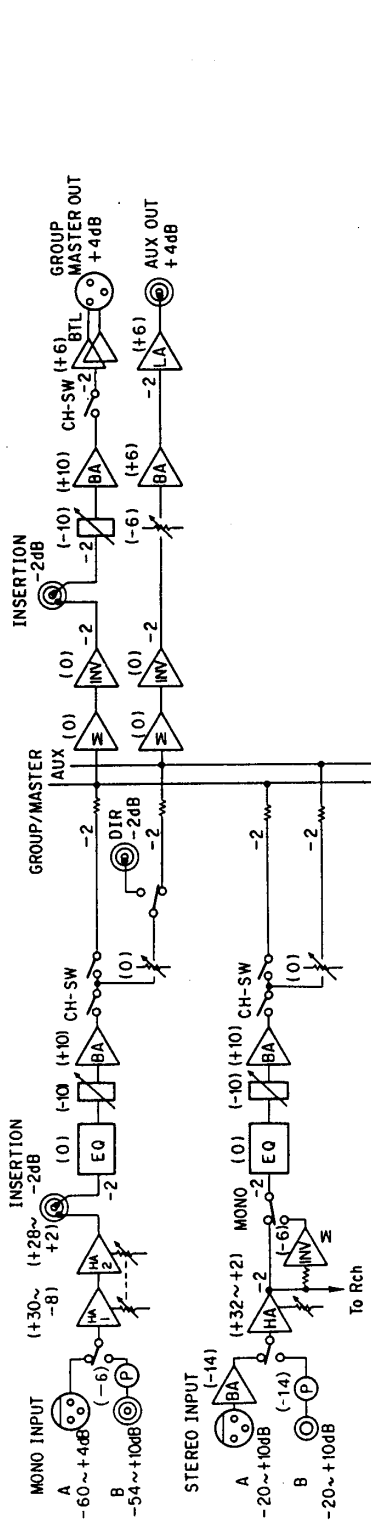 MONO INPUT
A
-60~+4dB
B
-54~+10dB
(-6)
P
(+30~
-8)
HA
1
(+28~
+2)
HA
2
INSERTION
-2dB
-2
(0)
EQ
(-10)
(+10)
BA
CH-SW
(0)
DIR
-2dB
-2
-2
GROUP/MASTER
AUX
(0)
M
(0)
INV
-2
INSERTION
-2dB
-2
(-10)
(+10)
BA
CH-SW
-2
(+6)
BTL
GROUP
MASTER OUT
+4dB
(0)
M
(0)
INV
-2
(-6)
(+6)
BA
-2
(+6)
LA
AUX OUT
+4dB
STEREO INPUT
A
-20~+10dB
B
-20~+10dB
(-14)
BA
(-14)
P
(+32~+2)
HA
-2
To Rch
MONO
(-6)
INV
M
-2
(0)
EQ
(-10)
(+10)
BA
CH-SW
(0)
-2
-2